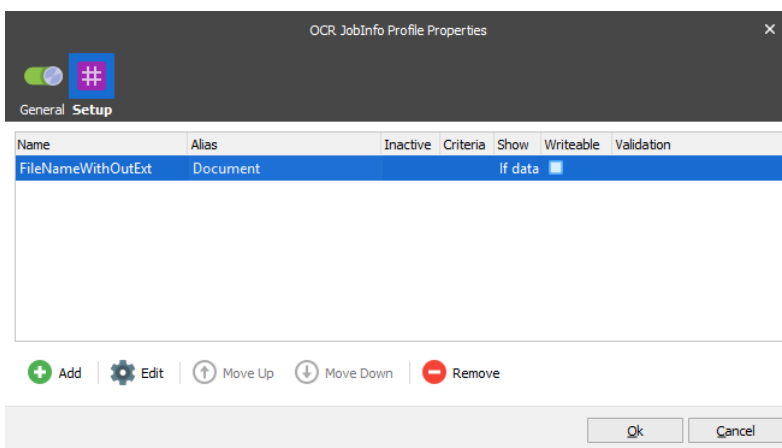 OCR JobInfo Profile Properties
General Setup
Name Alias Inactive Criteria Show Writeable Validation
FileNameWithOutExt Document If data
Add Edit Move Up Move Down Remove
Ok Cancel